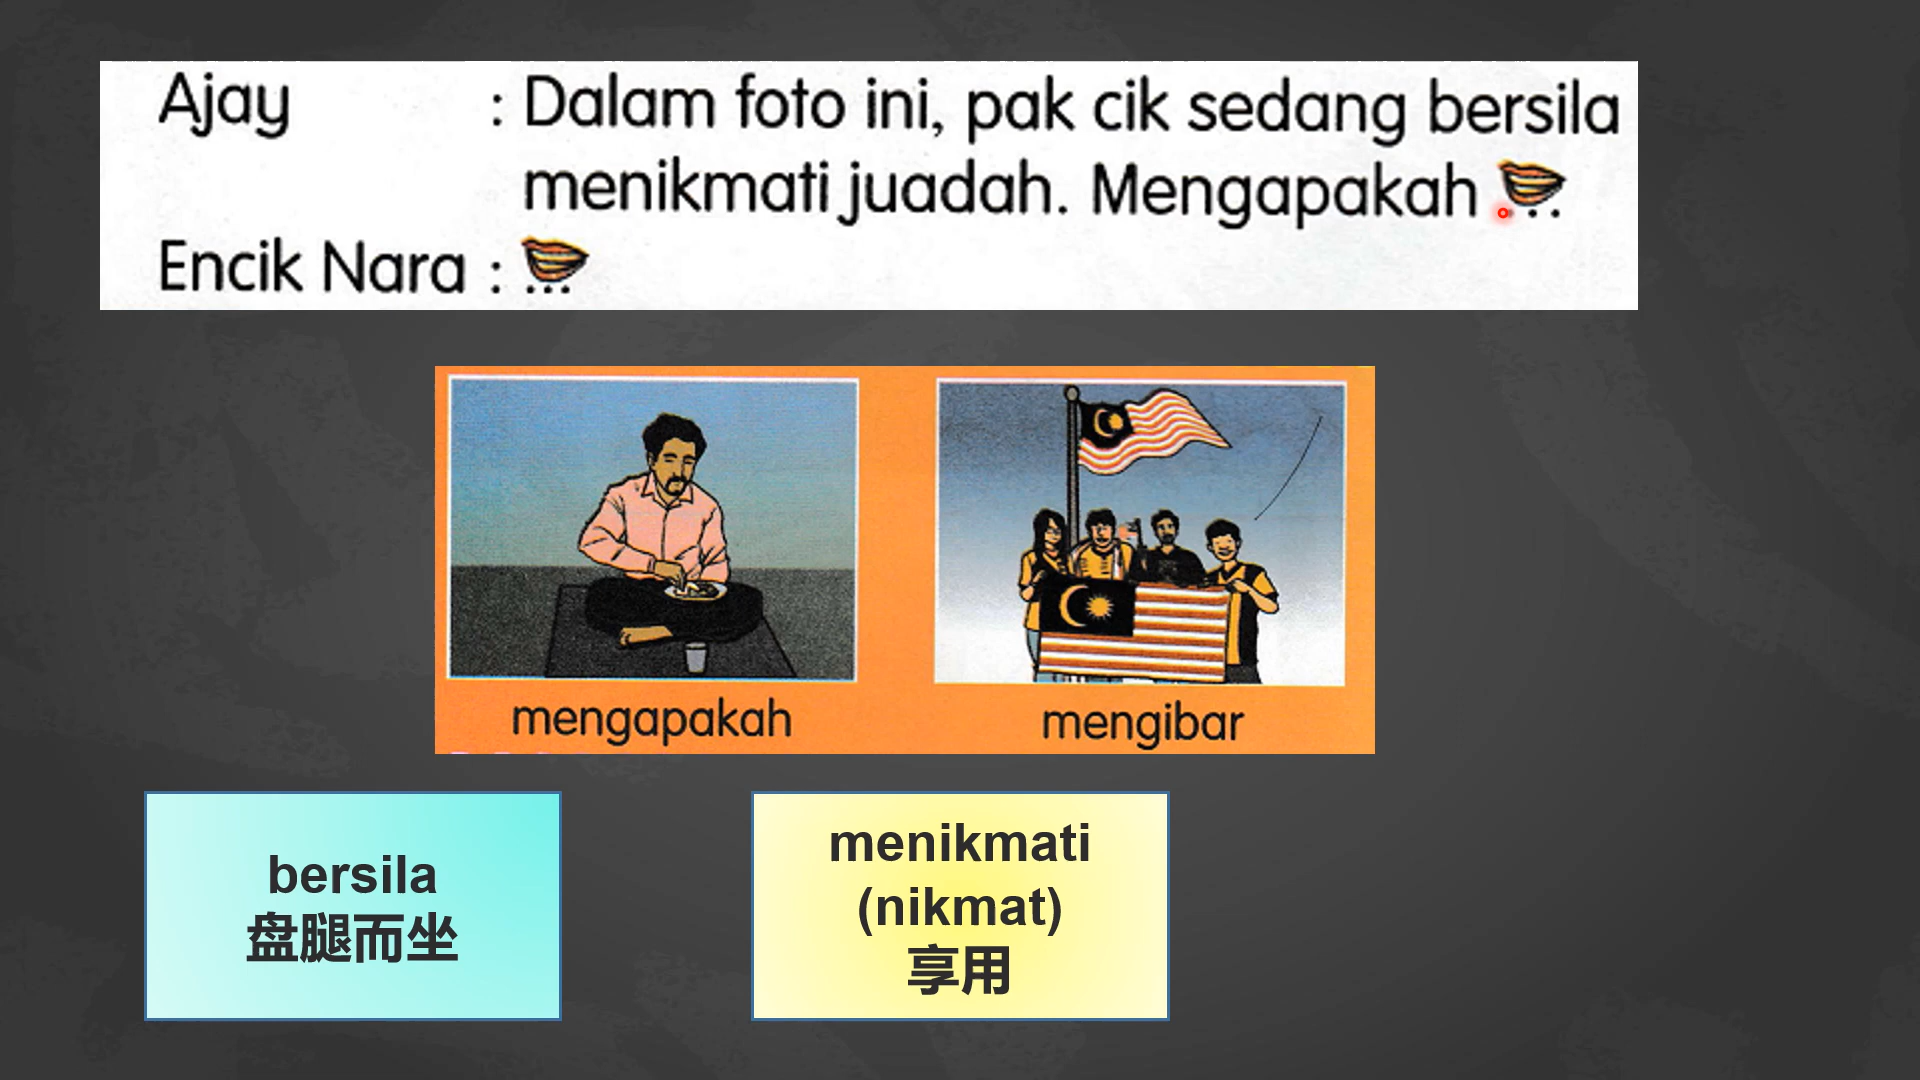 Ajay : Dalam foto ini, pak cik sedang bersila
menikmati juadah. Mengapakah ...
Encik Nara : ...
mengapakah
mengibar
bersila
盘腿而坐
menikmati
(nikmat)
享用